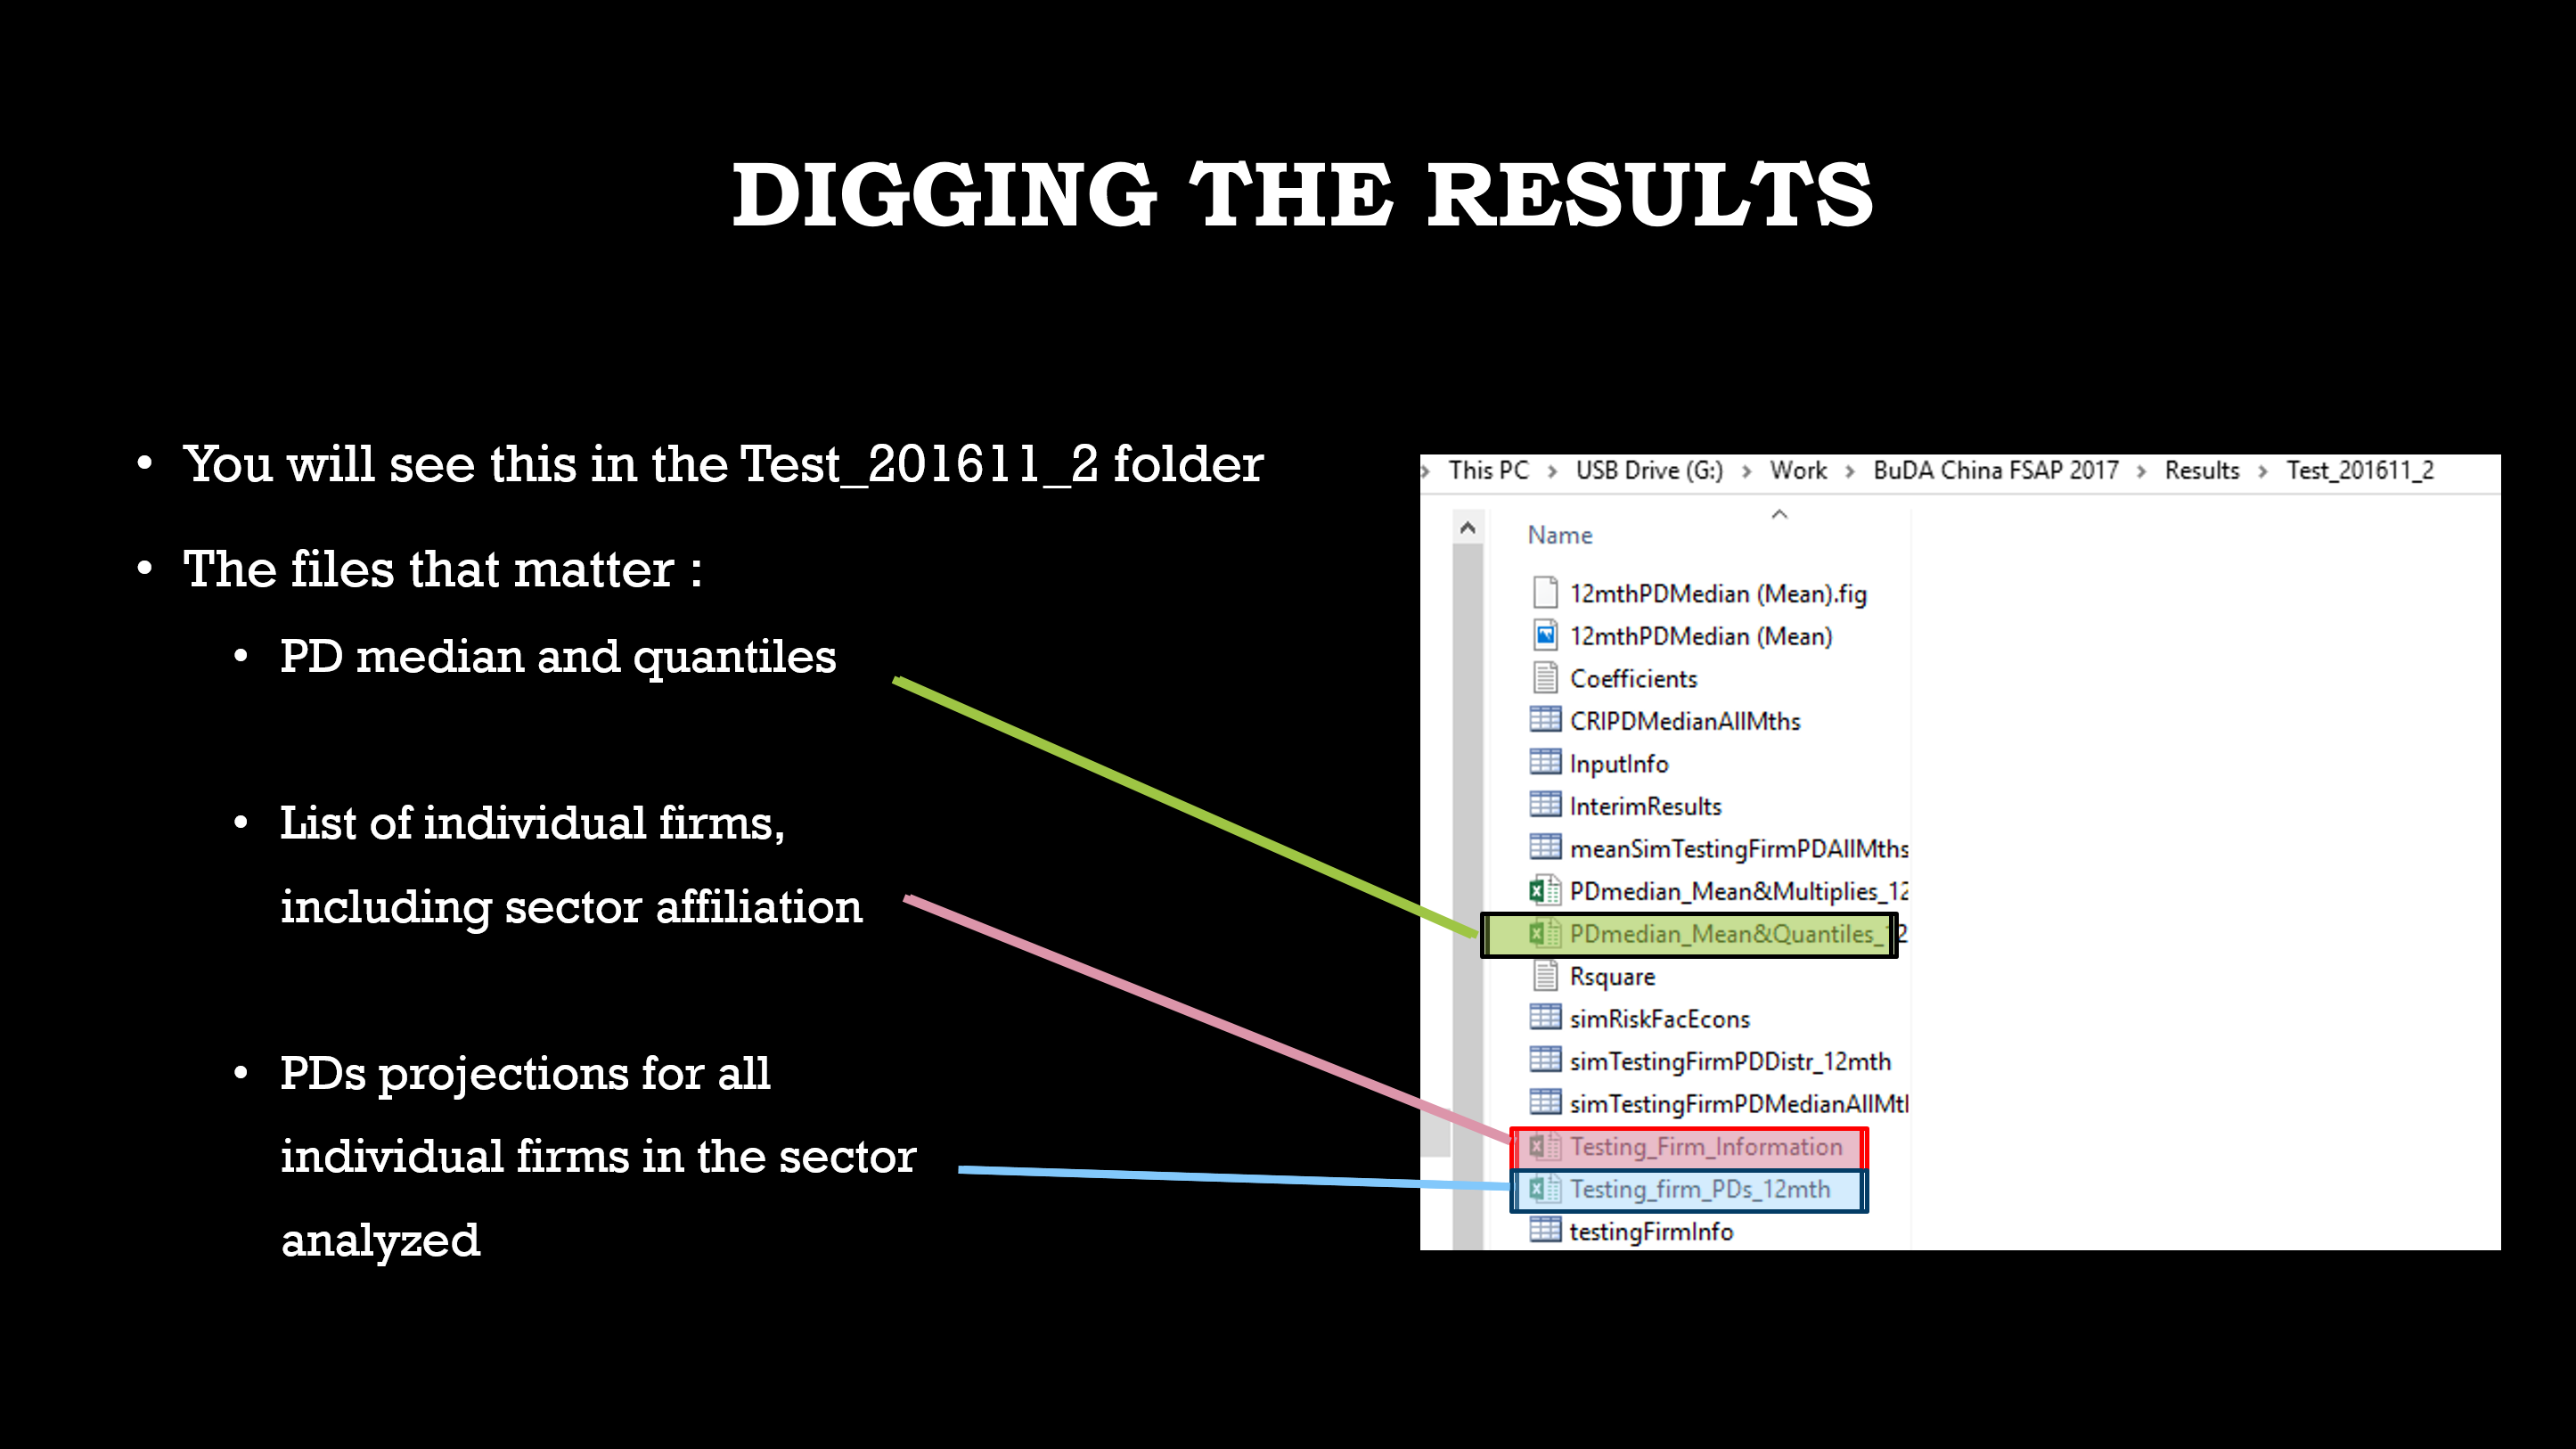 DIGGING THE RESULTS
• You will see this in the Test_201611_2 folder
• The files that matter :
• PD median and quantiles
• List of individual firms,
including sector affiliation
• PDs projections for all
individual firms in the sector
analyzed
› This PC › USB Drive (G:) › Work › BuDA China FSAP 2017 › Results › Test_201611_2
Name
12mthPDMedian (Mean).fig
12mthPDMedian (Mean)
Coefficients
CRIPDMedianAllMths
InputInfo
InterimResults
meanSimTestingFirmPDAllMths
PDmedian_Mean&Multiplies_12
PDmedian_Mean&Quantiles_12
Rsquare
simRiskFacEcons
simTestingFirmPDDistr_12mth
simTestingFirmPDMedianAllMtl
Testing_Firm_Information
Testing_firm_PDs_12mth
testingFirmInfo